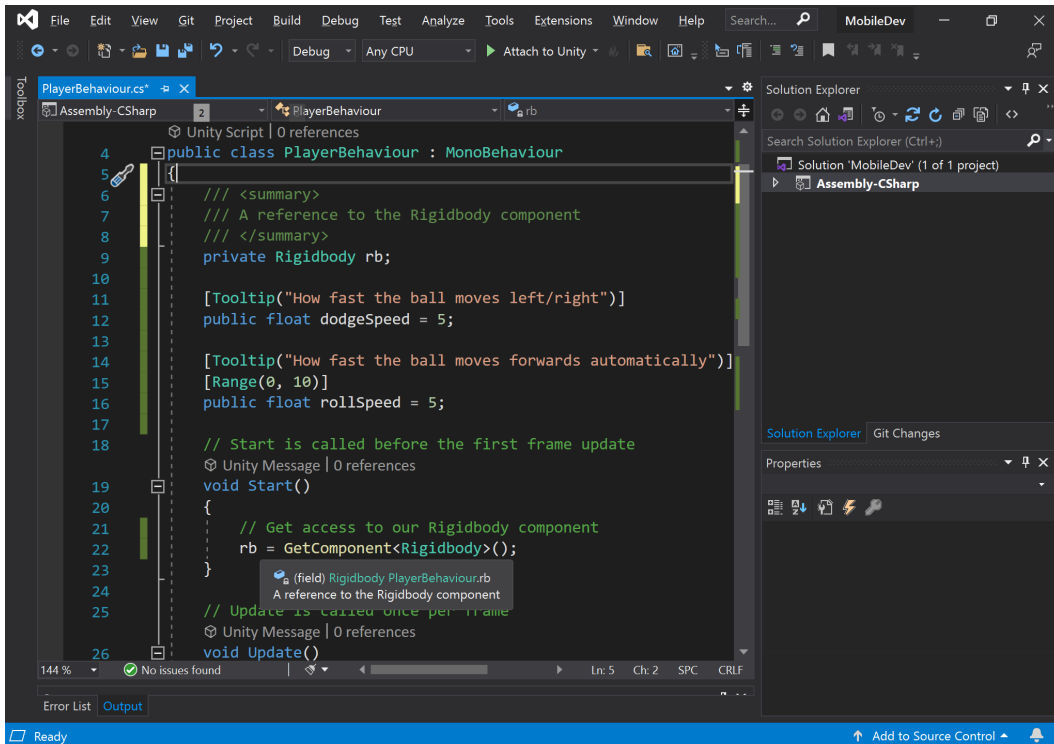 File Edit View Git Project Build Debug Test Analyze Tools Extensions Window Help Search... MobileDev
Debug Any CPU Attach to Unity
Toolbox
PlayerBehaviour.cs*
Assembly-CSharp 2 PlayerBehaviour rb
Unity Script | 0 references
4 public class PlayerBehaviour : MonoBehaviour
5 {
6 /// <summary>
7 /// A reference to the Rigidbody component
8 /// </summary>
9 private Rigidbody rb;
10
11 [Tooltip("How fast the ball moves left/right")]
12 public float dodgeSpeed = 5;
13
14 [Tooltip("How fast the ball moves forwards automatically")]
15 [Range(0, 10)]
16 public float rollSpeed = 5;
17
18 // Start is called before the first frame update
Unity Message | 0 references
19 void Start()
20 {
21 // Get access to our Rigidbody component
22 rb = GetComponent<Rigidbody>();
23 }
(field) Rigidbody PlayerBehaviour.rb
A reference to the Rigidbody component
24
25 // Update is called once per frame
Unity Message | 0 references
26 void Update()
144 % No issues found Ln: 5 Ch: 2 SPC CRLF
Error List Output
Solution Explorer
Search Solution Explorer (Ctrl+;)
Solution 'MobileDev' (1 of 1 project)
Assembly-CSharp
Solution Explorer Git Changes
Properties
Ready Add to Source Control